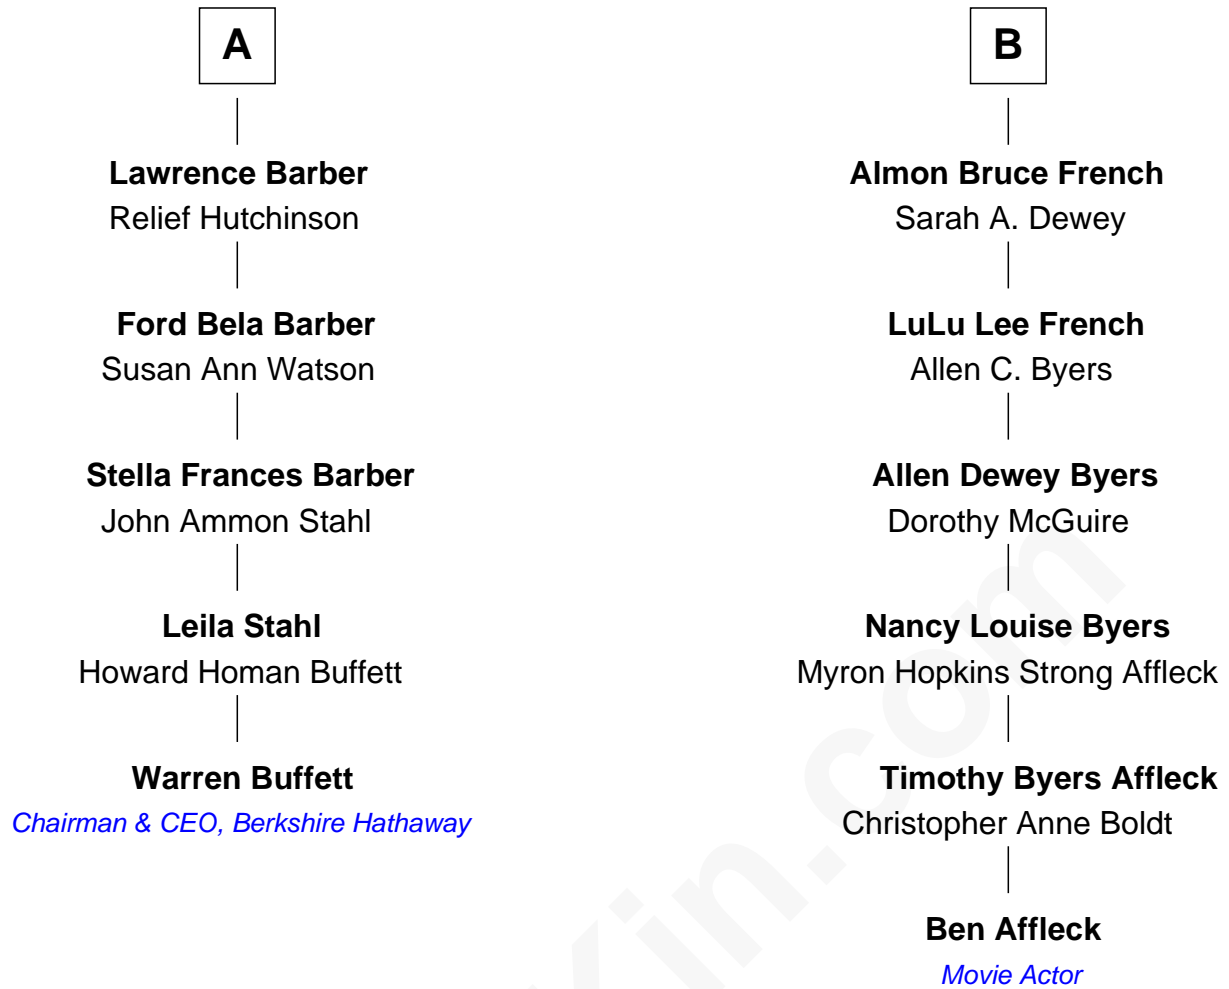 A
Lawrence Barber
Relief Hutchinson
Ford Bela Barber
Susan Ann Watson
Stella Frances Barber
John Ammon Stahl
Leila Stahl
Howard Homan Buffett
Warren Buffett
Chairman & CEO, Berkshire Hathaway
B
Almon Bruce French
Sarah A. Dewey
LuLu Lee French
Allen C. Byers
Allen Dewey Byers
Dorothy McGuire
Nancy Louise Byers
Myron Hopkins Strong Affleck
Timothy Byers Affleck
Christopher Anne Boldt
Ben Affleck
Movie Actor
Kin.com